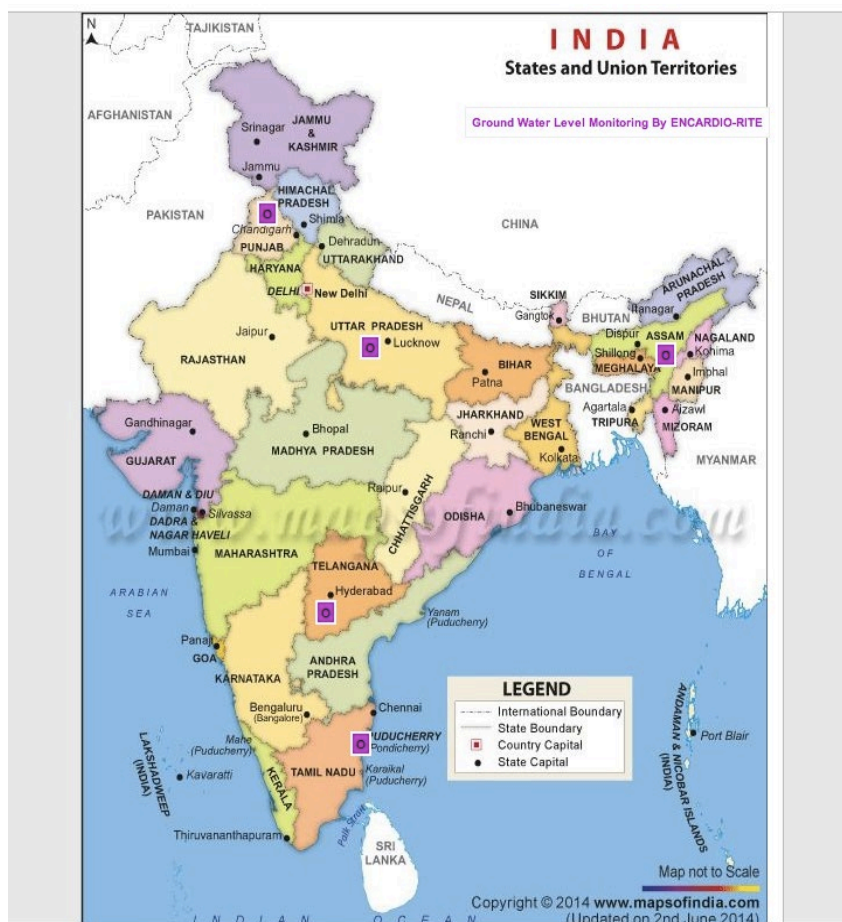 N
TAJIKISTAN
INDIA
States and Union Territories
Ground Water Level Monitoring By ENCARDIO-RITE
AFGHANISTAN
JAMMU
&
KASHMIR
Srinagar
Jammu
PAKISTAN
HIMACHAL
PRADESH
Shimla
CHINA
Chandigarh
PUNJAB
Dehradun
UTTARAKHAND
HARYANA
DELHI
New Delhi
NEPAL
SIKKIM
Gangtok
BHUTAN
ARUNACHAL
PRADESH
Itanagar
Jaipur
RAJASTHAN
UTTAR PRADESH
Lucknow
BIHAR
Patna
Dispur
ASSAM
NAGALAND
Shillong
MEGHALAYA
Kohima
Imphal
MANIPUR
BANGLADESH
Agartala
TRIPURA
Aizawl
MIZORAM
MYANMAR
Gandhinagar
GUJARAT
Bhopal
MADHYA PRADESH
JHARKHAND
Ranchi
WEST
BENGAL
Kolkata
DAMAN & DIU
Daman
DADRA &
NAGAR HAVELI
Silvassa
Mumbai
Raipur
CHHATTISGARH
ODISHA
Bhubaneswar
www.mapsofindia.com
MAHARASHTRA
TELANGANA
Hyderabad
BAY
OF
BENGAL
ARABIAN
SEA
Yanam
(Puducherry)
Panaji
GOA
KARNATAKA
ANDHRA
PRADESH
Bengaluru
(Bangalore)
Chennai
Mahe
(Puducherry)
PUDUCHERRY
(Pondicherry)
TAMIL NADU
Karaikal
(Puducherry)
KERALA
LAKSHADWEEP
(INDIA)
Kavaratti
Thiruvananthapuram
Palk Strait
SRI
LANKA
LEGEND
International Boundary
State Boundary
Country Capital
State Capital
ANDAMAN & NICOBAR ISLANDS
(INDIA)
Port Blair
Map not to Scale
Copyright © 2014 www.mapsofindia.com
(Updated on 2nd June 2014)
INDIAN OCEAN